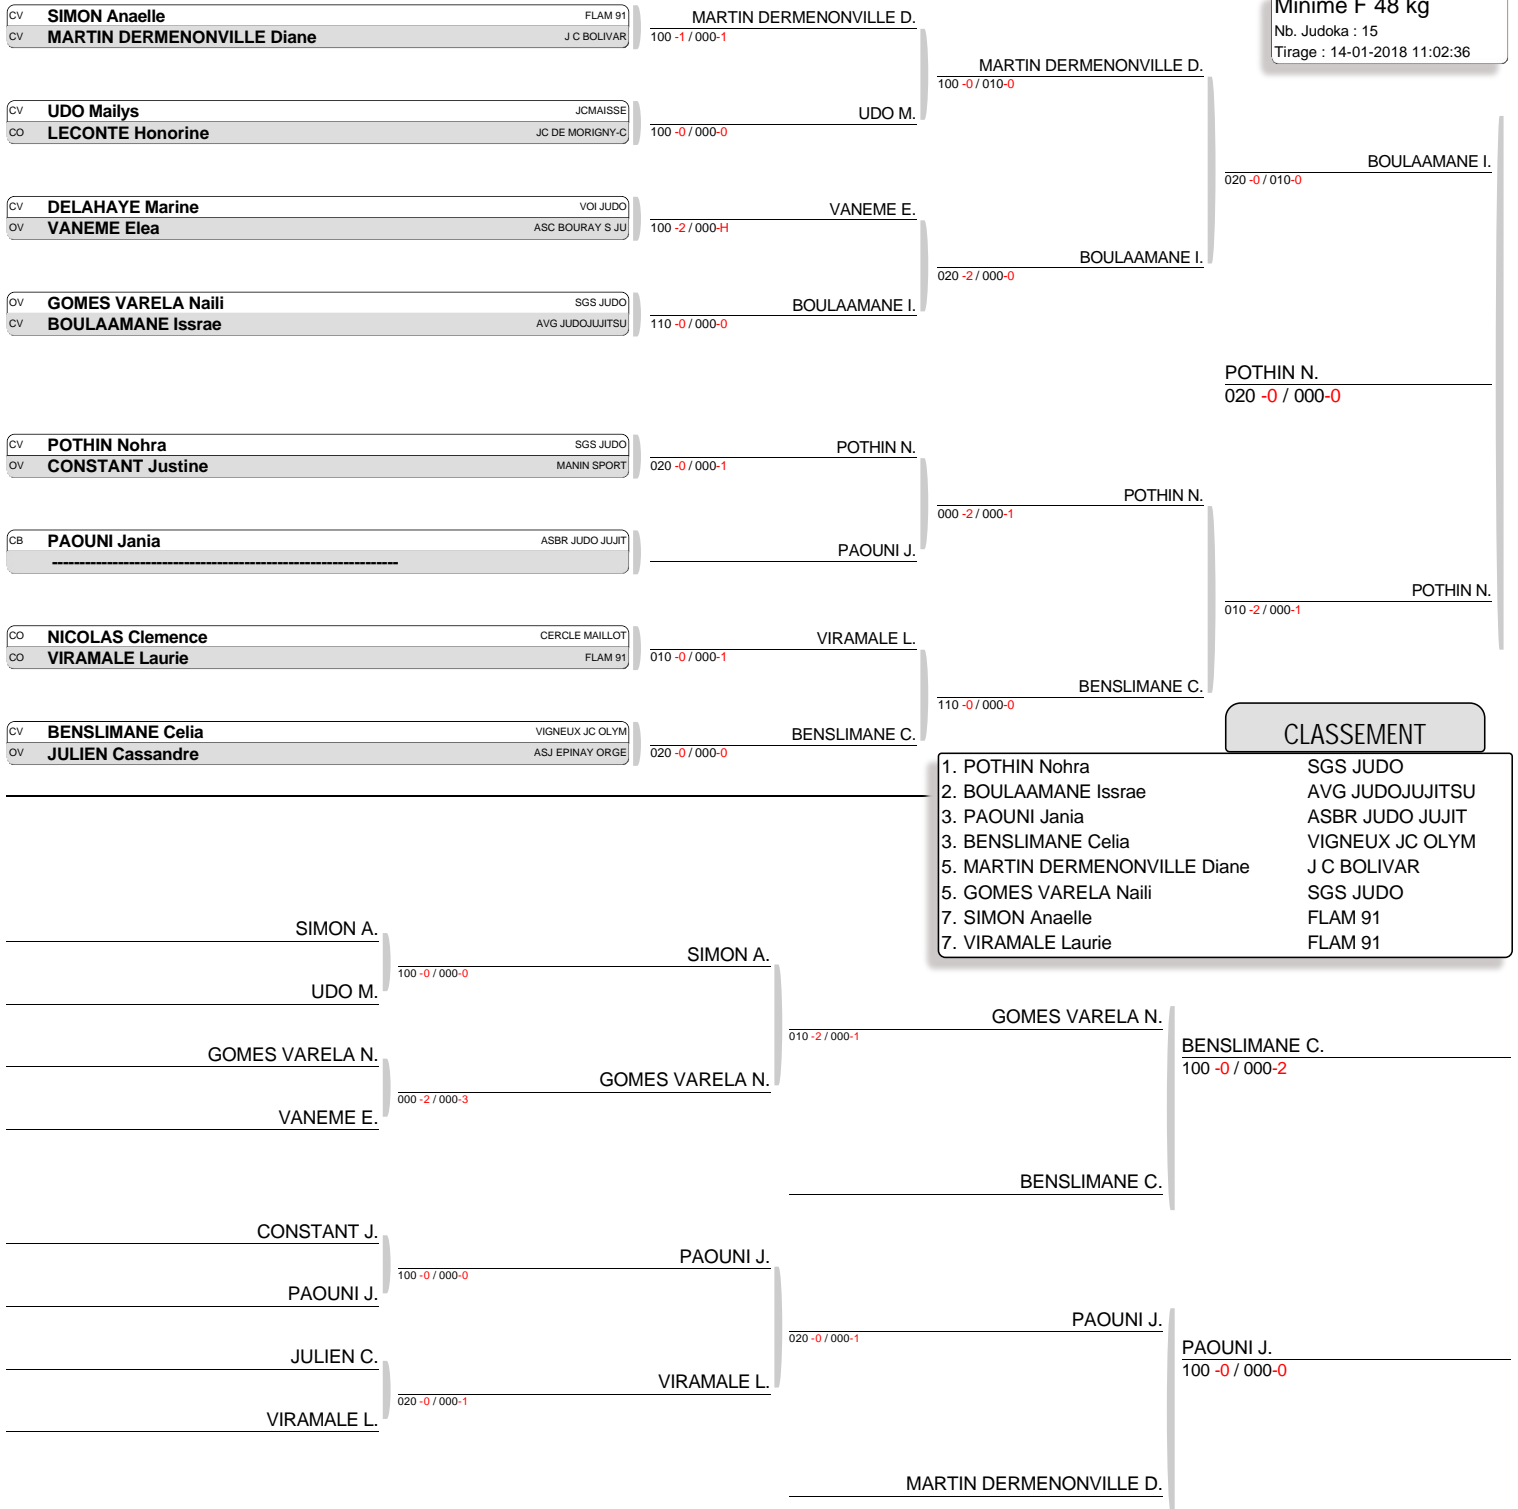 Minime F 48 kg
Nb. Judoka : 15
Tirage : 14-01-2018 11:02:36
CV SIMON Anaelle FLAM 91
CV MARTIN DERMENONVILLE Diane J C BOLIVAR
MARTIN DERMENONVILLE D.
100 -1 / 000-1
MARTIN DERMENONVILLE D.
100 -0 / 010-0
CV UDO Mailys JCMAISSE
CO LECONTE Honorine JC DE MORIGNY-C
UDO M.
100 -0 / 000-0
BOULAAMANE I.
020 -0 / 010-0
CV DELAHAYE Marine VOI JUDO
OV VANEME Elea ASC BOURAY S JU
VANEME E.
100 -2 / 000-H
BOULAAMANE I.
020 -2 / 000-0
OV GOMES VARELA Naili SGS JUDO
CV BOULAAMANE Issrae AVG JUDOJUJITSU
BOULAAMANE I.
110 -0 / 000-0
POTHIN N.
020 -0 / 000-0
CV POTHIN Nohra SGS JUDO
OV CONSTANT Justine MANIN SPORT
POTHIN N.
020 -0 / 000-1
POTHIN N.
000 -2 / 000-1
CB PAOUNI Jania ASBR JUDO JUJIT
----------------------------------------------------------------
PAOUNI J.
POTHIN N.
010 -2 / 000-1
CO NICOLAS Clemence CERCLE MAILLOT
CO VIRAMALE Laurie FLAM 91
VIRAMALE L.
010 -0 / 000-1
BENSLIMANE C.
110 -0 / 000-0
CV BENSLIMANE Celia VIGNEUX JC OLYM
OV JULIEN Cassandre ASJ EPINAY ORGE
BENSLIMANE C.
020 -0 / 000-0
CLASSEMENT
1. POTHIN Nohra SGS JUDO
2. BOULAAMANE Issrae AVG JUDOJUJITSU
3. PAOUNI Jania ASBR JUDO JUJIT
3. BENSLIMANE Celia VIGNEUX JC OLYM
5. MARTIN DERMENONVILLE Diane J C BOLIVAR
5. GOMES VARELA Naili SGS JUDO
7. SIMON Anaelle FLAM 91
7. VIRAMALE Laurie FLAM 91
SIMON A.
SIMON A.
100 -0 / 000-0
UDO M.
GOMES VARELA N.
010 -2 / 000-1
GOMES VARELA N.
GOMES VARELA N.
000 -2 / 000-3
VANEME E.
BENSLIMANE C.
100 -0 / 000-2
BENSLIMANE C.
CONSTANT J.
PAOUNI J.
100 -0 / 000-0
PAOUNI J.
PAOUNI J.
020 -0 / 000-1
JULIEN C.
VIRAMALE L.
020 -0 / 000-1
VIRAMALE L.
PAOUNI J.
100 -0 / 000-0
MARTIN DERMENONVILLE D.